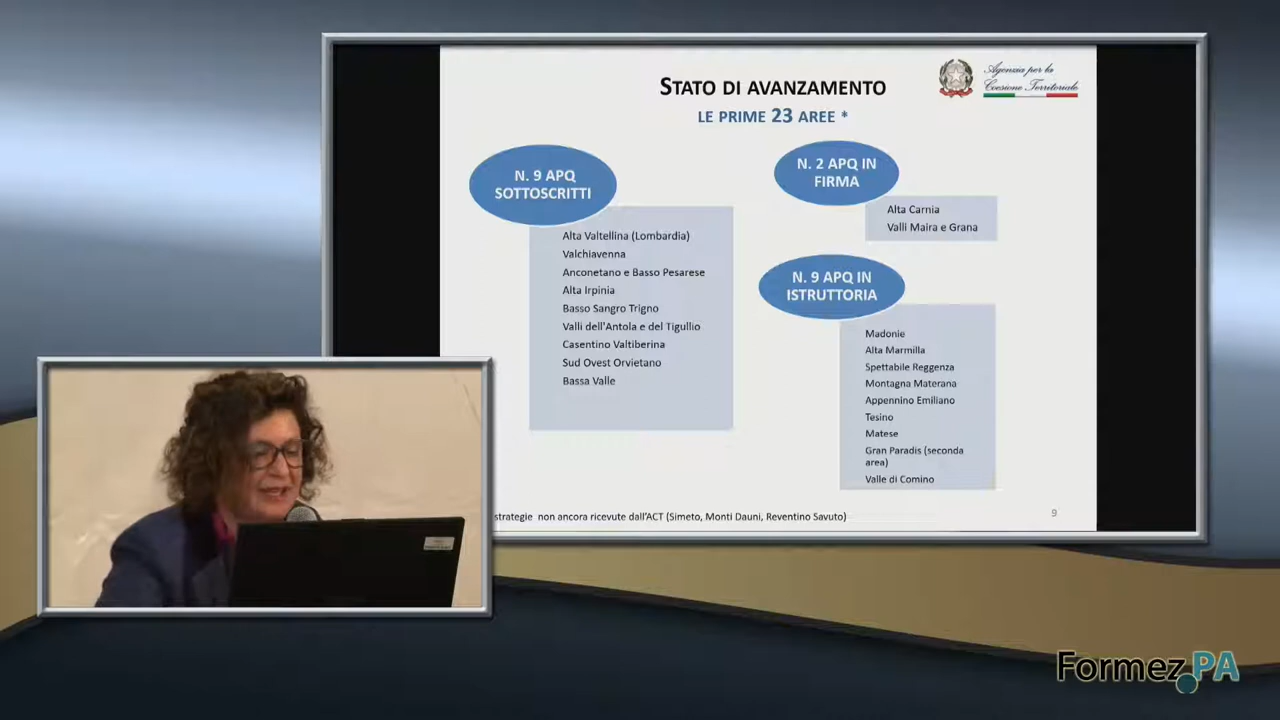 STATO DI AVANZAMENTO
LE PRIME 23 AREE *
Agenzia per la
Coesione Territoriale
N. 9 APQ
SOTTOSCRITTI
Alta Valtellina (Lombardia)
Valchiavenna
Anconetano e Basso Pesarese
Alta Irpinia
Basso Sangro Trigno
Valli dell'Antola e del Tigullio
Casentino Valtiberina
Sud Ovest Orvietano
Bassa Valle
N. 2 APQ IN
FIRMA
Alta Carnia
Valli Maira e Grana
N. 9 APQ IN
ISTRUTTORIA
Madonie
Alta Marmilla
Spettabile Reggenza
Montagna Materana
Appennino Emiliano
Tesino
Matese
Gran Paradis (seconda
area)
Valle di Comino
strategie non ancora ricevute dall'ACT (Simeto, Monti Dauni, Reventino Savuto)
9
Formez PA